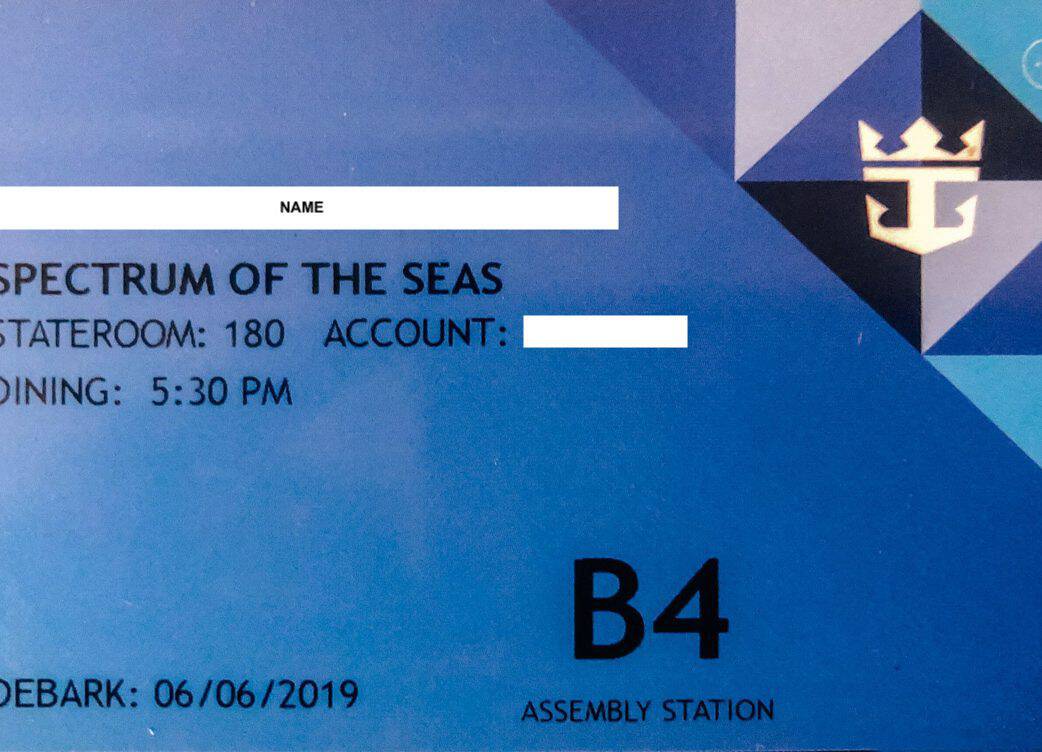 NAME
SPECTRUM OF THE SEAS
STATEROOM: 180 ACCOUNT:
DINING: 5:30 PM
B4
DEBARK: 06/06/2019
ASSEMBLY STATION